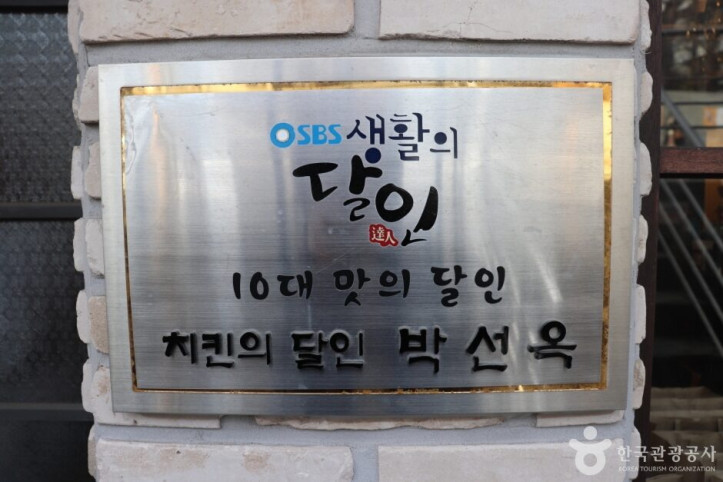 SBS 생활의
달인
達人
10대 맛의 달인
치킨의 달인 박선옥
한국관광공사
KOREA TOURISM ORGANIZATION